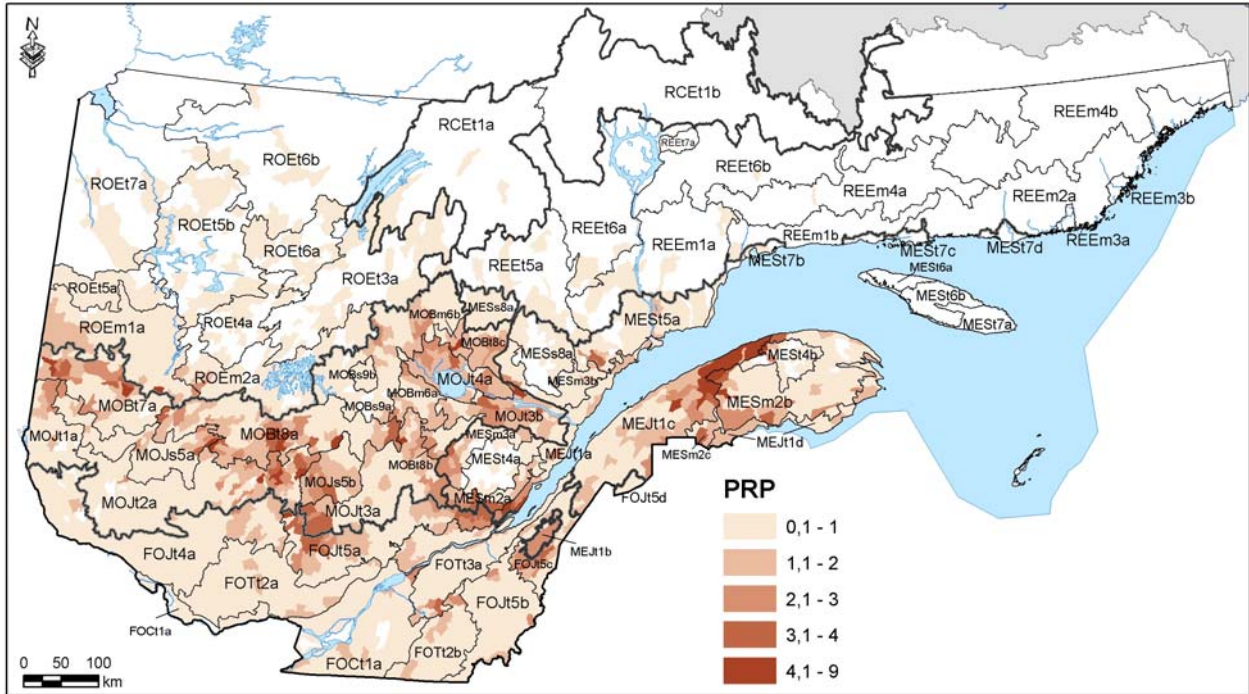 N
RCEt1b
REEm4b
RCEt1a
REEt7a
ROEt6b
REEt6b
ROEt7a
REEm4a
REEm2a
REEm3b
ROEt5b
REEt6a
REEm1a
REEm1b
ROEt6a
REEm3a
MESt7c
MESt7d
MESt7b
REEt5a
MESt6a
ROEt3a
ROEt5a
MESt6b
MESs8a
MESt5a
MOBm6b
ROEm1a
ROEt4a
MESt7a
MOBt8c
MESs8a
MESt4b
MOBs9b
ROEm2a
MOJt4a
MESm3b
MOBm6a
MESm2b
MOBt7a
MOBs9a
MOJt3b
MEJt1c
MOJt1a
MOBt8a
MESm3a
MEJt1d
MEJt1a
MESm2c
MOJs5a
MESt4a
MOBt8b
FOJt5d
MOJs5b
MOJt2a
MESm2a
MOJt3a
PRP
FOJt4a
FOJt5a
MEJt1b
FOTt3a
FOJt5c
0,1 - 1
FOTt2a
1,1 - 2
FOJt5b
2,1 - 3
FOCt1a
3,1 - 4
FOTt2b
FOCt1a
4,1 - 9
0 50 100
km